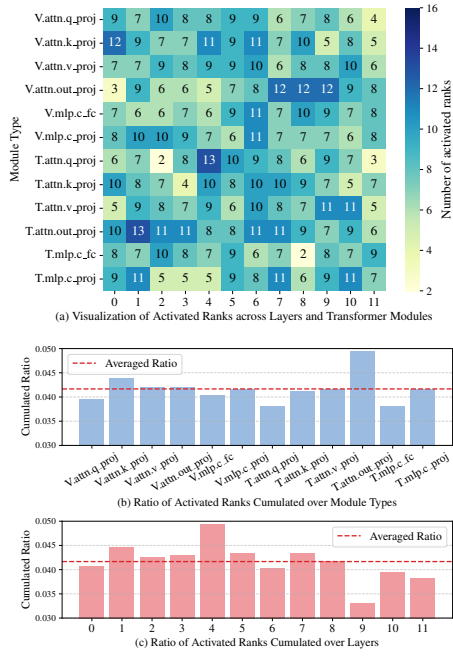 V.attn.q_proj 9 7 10 8 8 9 9 6 7 8 6 4
V.attn.k_proj 12 9 7 7 11 9 11 7 10 5 8 5
V.attn.v_proj 7 7 9 9 9 9 10 6 8 8 10 6
V.attn.out_proj 3 9 6 6 5 7 8 12 12 12 9 8
V.mlp.c_fc 7 6 6 7 6 9 11 7 10 9 7 8
V.mlp.c_proj 8 10 10 9 7 6 11 7 7 7 6 8
T.attn.q_proj 6 7 2 8 13 10 9 8 6 9 7 3
T.attn.k_proj 10 8 7 4 10 8 10 10 9 7 5 7
T.attn.v_proj 5 9 8 7 9 6 10 8 7 11 11 5
T.attn.out_proj 10 13 11 11 8 8 11 11 9 7 9 6
T.mlp.c_fc 8 7 10 8 7 9 6 7 2 8 7 9
T.mlp.c_proj 9 11 5 5 5 9 8 11 6 9 11 7
0 1 2 3 4 5 6 7 8 9 10 11
Module Type
16
14
12
10
8
6
4
2
Number of activated ranks
(a) Visualization of Activated Ranks across Layers and Transformer Modules
Cumulated Ratio
0.050
0.045
0.040
0.035
0.030
Averaged Ratio
V.attn.q_proj V.attn.k_proj V.attn.v_proj V.attn.out_proj V.mlp.c_fc V.mlp.c_proj T.attn.q_proj T.attn.k_proj T.attn.v_proj T.attn.out_proj T.mlp.c_fc T.mlp.c_proj
(b) Ratio of Activated Ranks Cumulated over Module Types
Cumulated Ratio
0.050
0.045
0.040
0.035
0.030
Averaged Ratio
0 1 2 3 4 5 6 7 8 9 10 11
(c) Ratio of Activated Ranks Cumulated over Layers